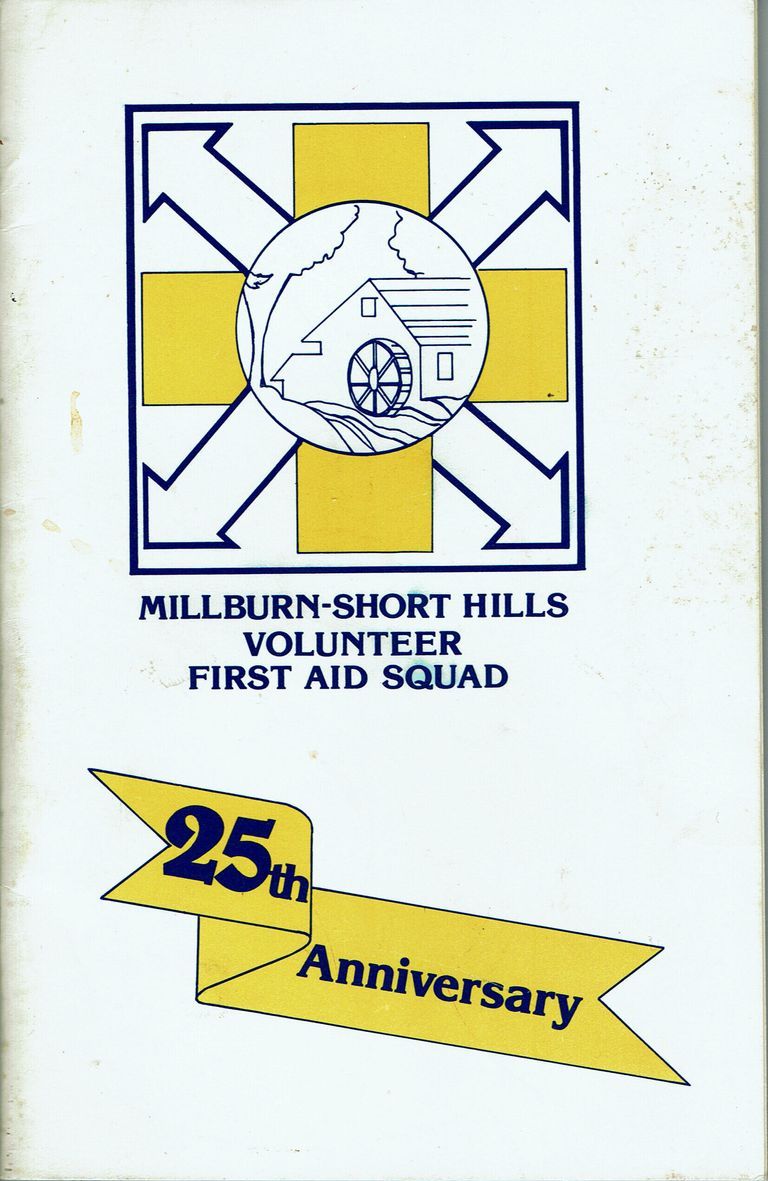 MILLBURN-SHORT HILLS
VOLUNTEER
FIRST AID SQUAD
25th
Anniversary